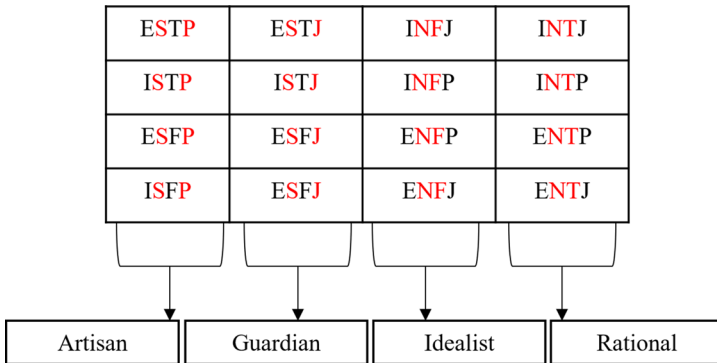 ESTP ESTJ INFJ INTJ
ISTP ISTJ INFP INTP
ESFP ESFJ ENFP ENTP
ISFP ESFJ ENFJ ENTJ
Artisan Guardian Idealist Rational